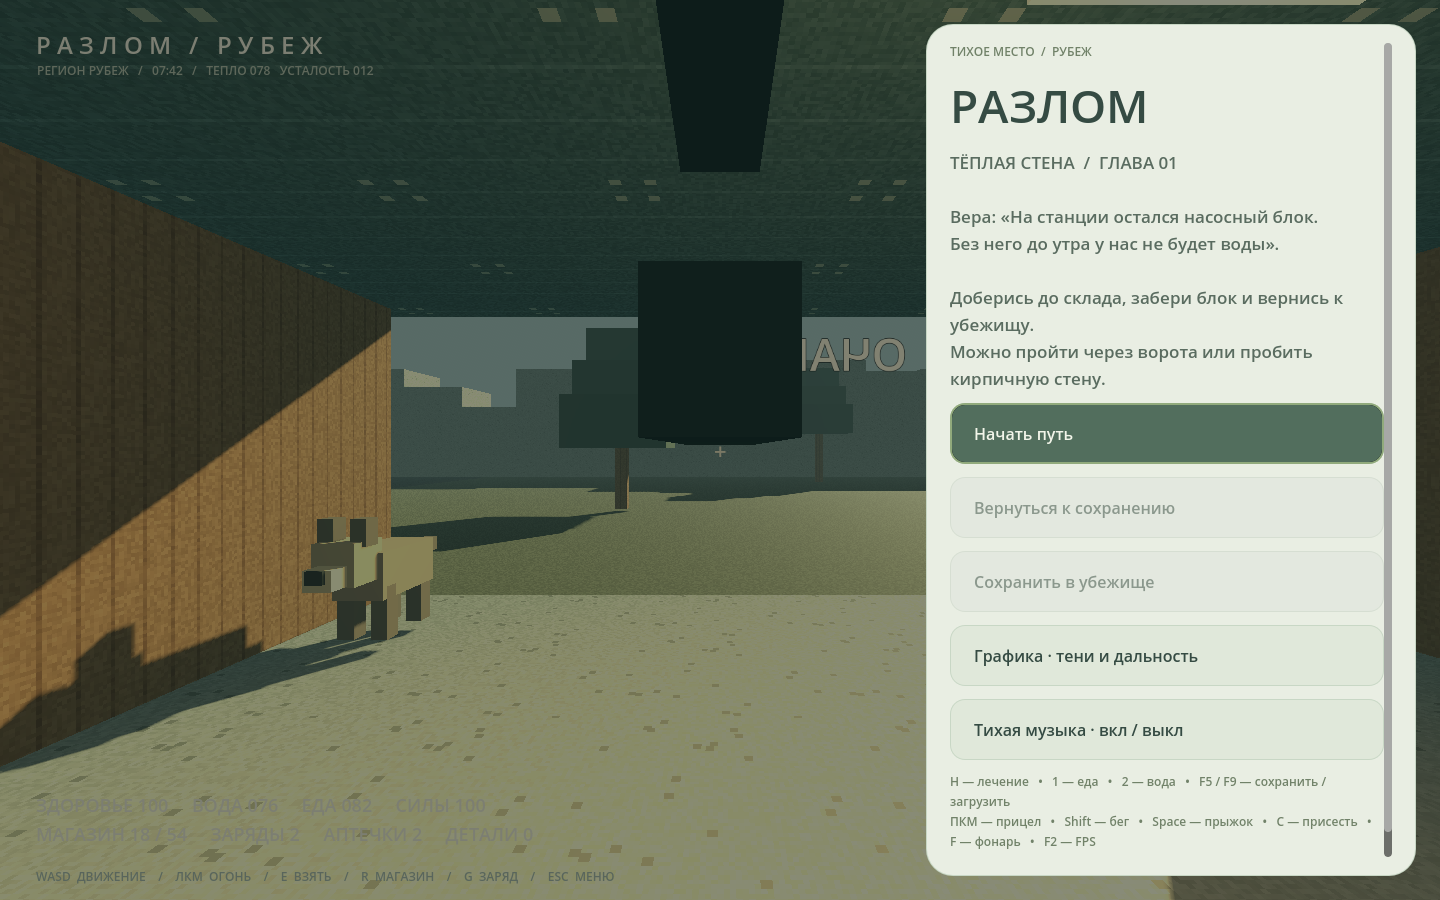 РАЗЛОМ / РУБЕЖ
РЕГИОН РУБЕЖ / 07:42 / ТЕПЛО 078 УСТАЛОСТЬ 012
ТИХОЕ МЕСТО / РУБЕЖ
РАЗЛОМ
ТЁПЛАЯ СТЕНА / ГЛАВА 01
Вера: «На станции остался насосный блок.
Без него до утра у нас не будет воды».
Доберись до склада, забери блок и вернись к
убежищу.
Можно пройти через ворота или пробить
кирпичную стену.
Начать путь
Вернуться к сохранению
Сохранить в убежище
Графика · тени и дальность
Тихая музыка · вкл / выкл
H — лечение • 1 — еда • 2 — вода • F5 / F9 — сохранить /
загрузить
ПКМ — прицел • Shift — бег • Space — прыжок • C — присесть •
F — фонарь • F2 — FPS
ЗДОРОВЬЕ 100 ВОДА 076 ЕДА 082 СИЛЫ 100
МАГАЗИН 18 / 54 ЗАРЯДЫ 2 АПТЕЧКИ 2 ДЕТАЛИ 0
WASD ДВИЖЕНИЕ / ЛКМ ОГОНЬ / E ВЗЯТЬ / R МАГАЗИН / G ЗАРЯД / ESC МЕНЮ